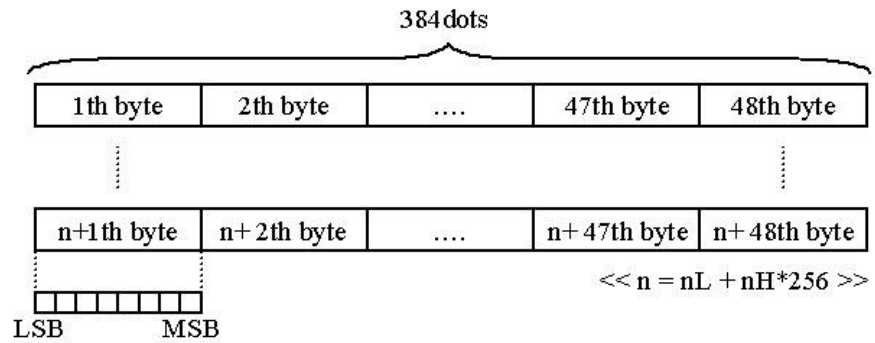 384dots
1th byte 2th byte .... 47th byte 48th byte
n+1th byte n+2th byte .... n+47th byte n+48th byte
<< n = nL + nH*256 >>
LSB MSB